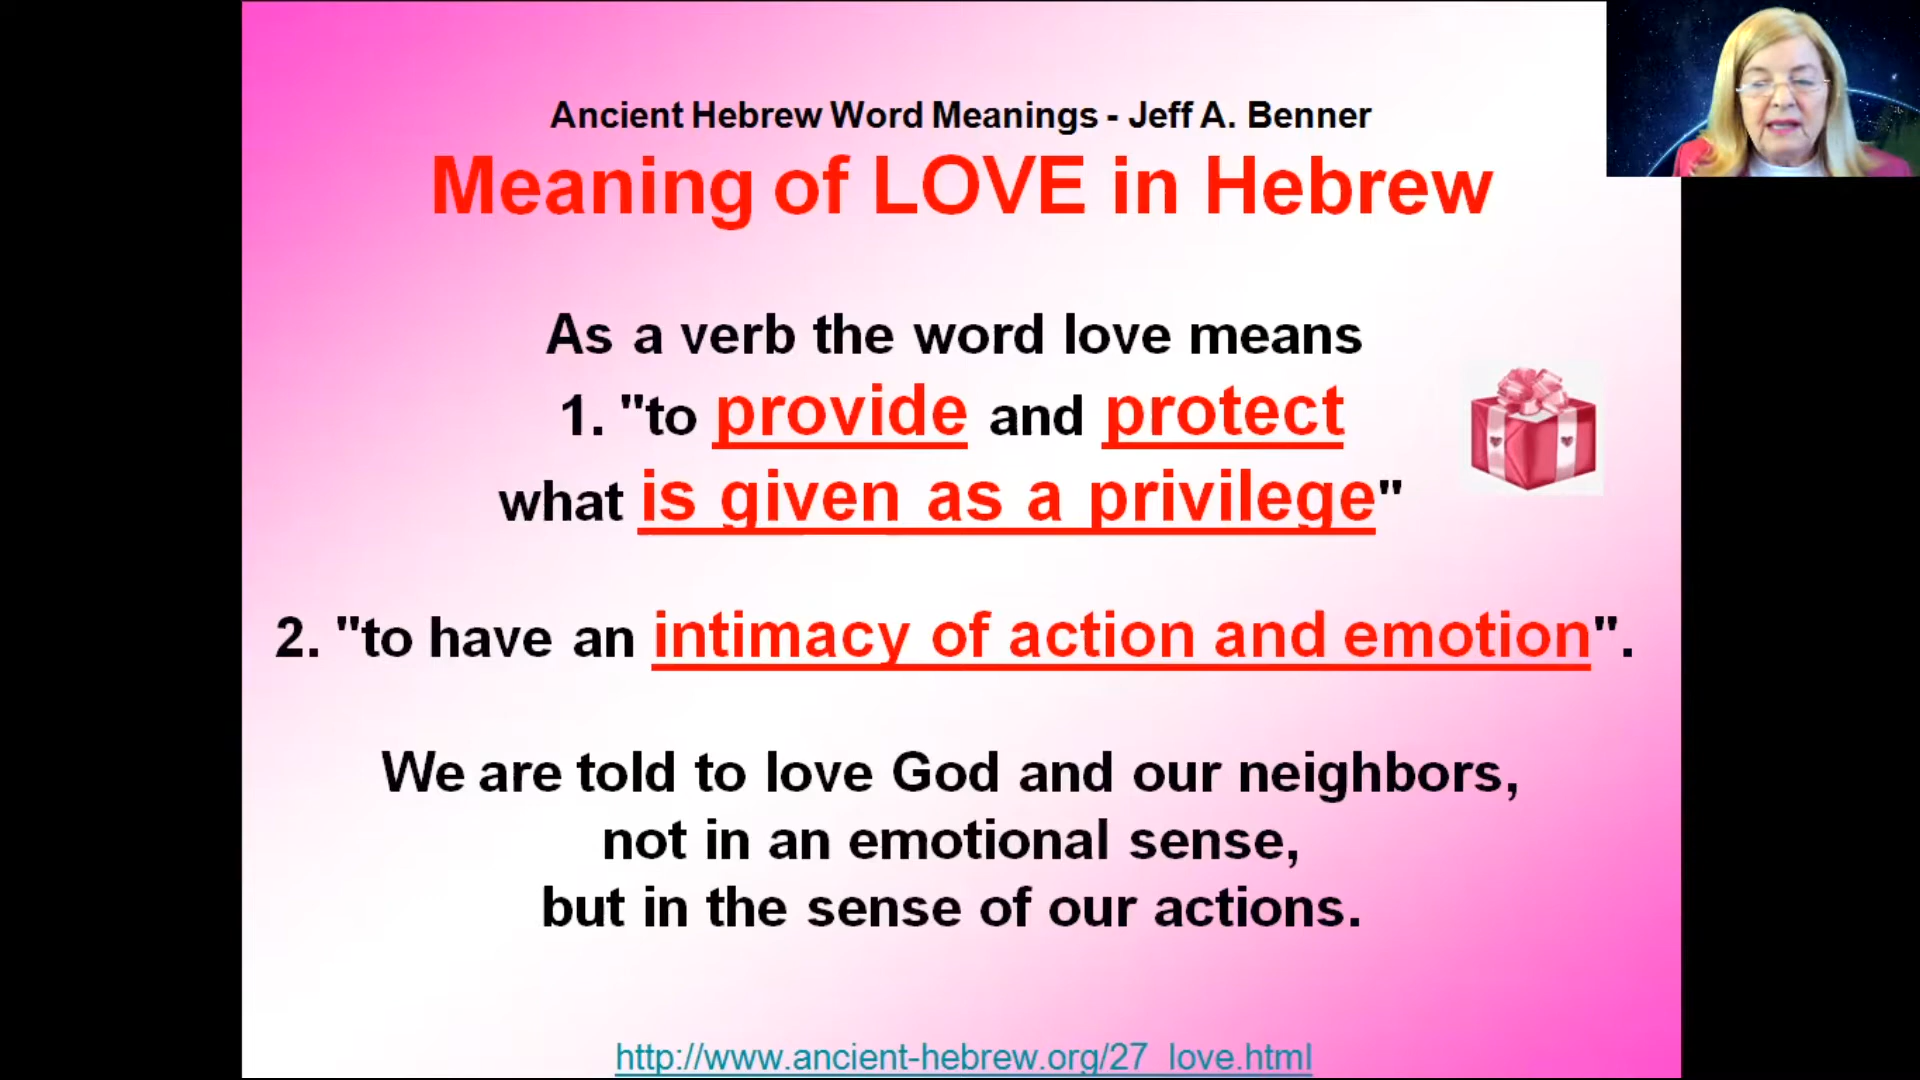 Ancient Hebrew Word Meanings - Jeff A. Benner
Meaning of LOVE in Hebrew
As a verb the word love means
1. "to provide and protect
what is given as a privilege"
2. "to have an intimacy of action and emotion".
We are told to love God and our neighbors,
not in an emotional sense,
but in the sense of our actions.
http://www.ancient-hebrew.org/27_love.html